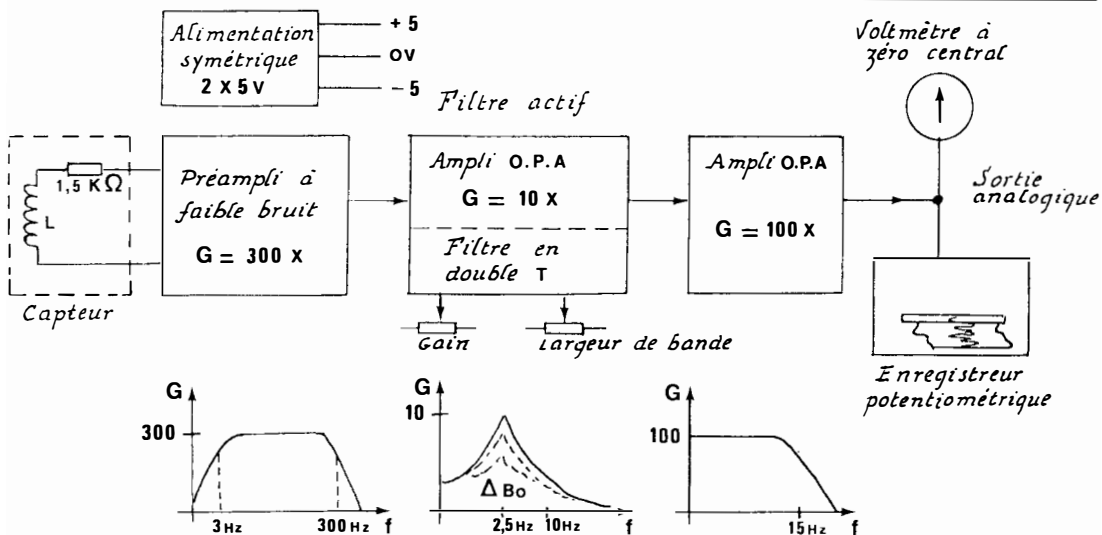 Alimentation
symétrique
2 X 5 V
+ 5
0V
- 5
Voltmètre à
zéro central
Filtre actif
1,5 KΩ
L
Capteur
Préampli à
faible bruit
G = 300 X
Ampli O.P.A
G = 10 X
Filtre en
double T
Gain
Largeur de bande
Ampli O.P.A
G = 100 X
Sortie
analogique
Enregistreur
potentiométrique
G
300
3 Hz
300 Hz
f
G
10
Δ Bo
2,5 Hz
10 Hz
f
G
100
15 Hz
f